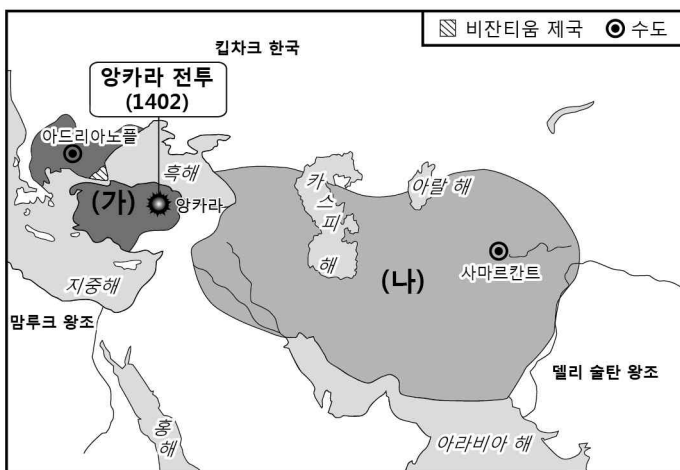 비잔티움 제국 수도
킵차크 한국
앙카라 전투
(1402)
아드리아노플
흑해
(가)
앙카라
카스피해
아랄 해
사마르칸트
(나)
지중해
맘루크 왕조
델리 술탄 왕조
홍해
아라비아 해